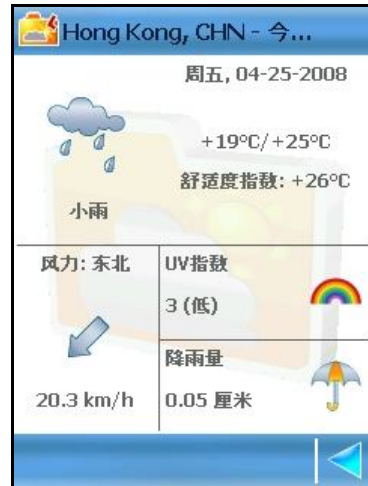 Hong Kong, CHN - 今...
周五, 04-25-2008
+19°C/+25°C
舒适度指数: +26°C
小雨
风力: 东北
20.3 km/h
UV指数
3 (低)
降雨量
0.05 厘米